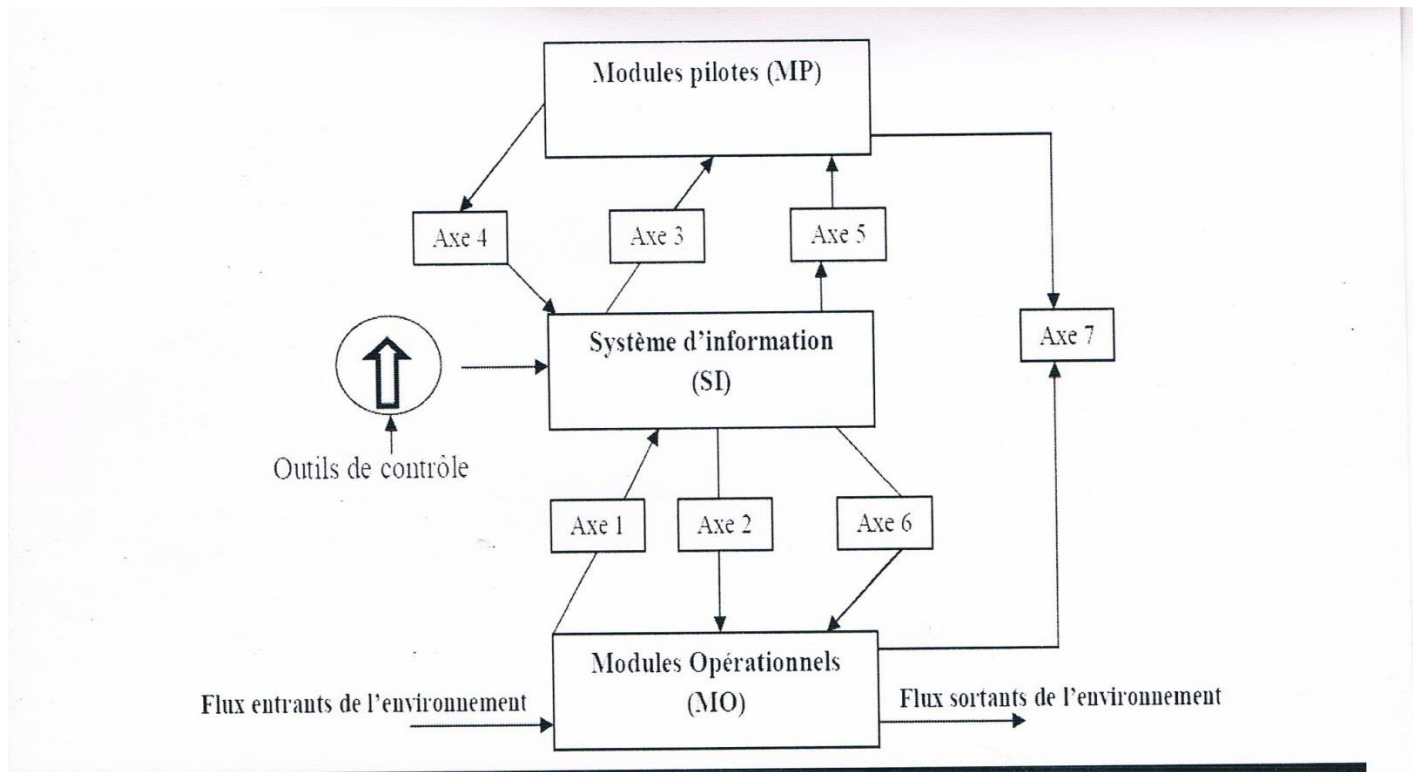 Modules pilotes (MP)
Axe 4
Axe 3
Axe 5
Système d'information
(SI)
Axe 7
Outils de contrôle
Axe 1
Axe 2
Axe 6
Modules Opérationnels
(MO)
Flux entrants de l'environnement
Flux sortants de l'environnement